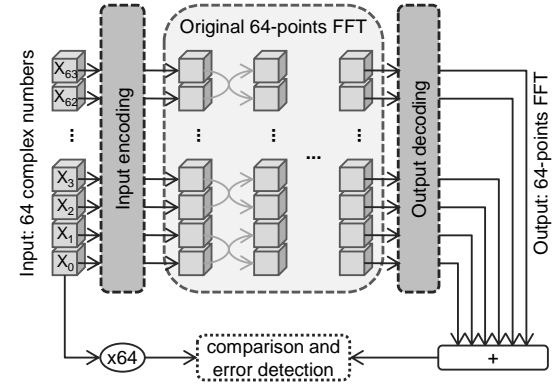 Original 64-points FFT
Input: 64 complex numbers
X63
X62
...
X3
X2
X1
X0
Input encoding
...
...
...
...
Output decoding
...
Output: 64-points FFT
x64
comparison and
error detection
+